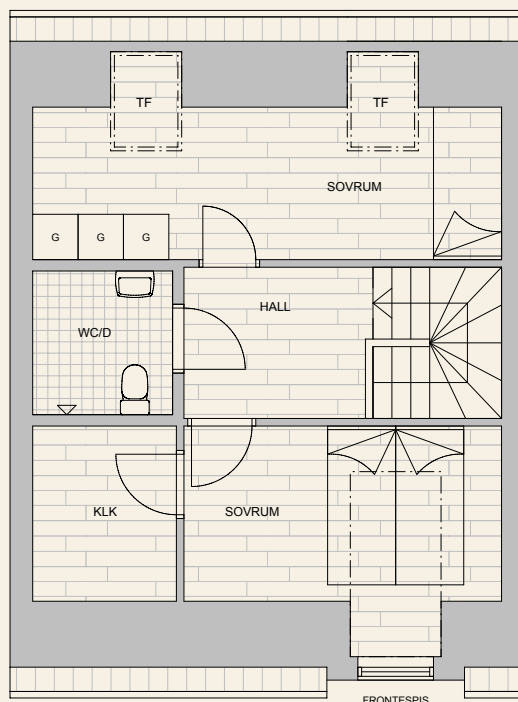 TF
TF
SOVRUM
G
G
G
HALL
WC/D
KLK
SOVRUM
FRONTESPIS